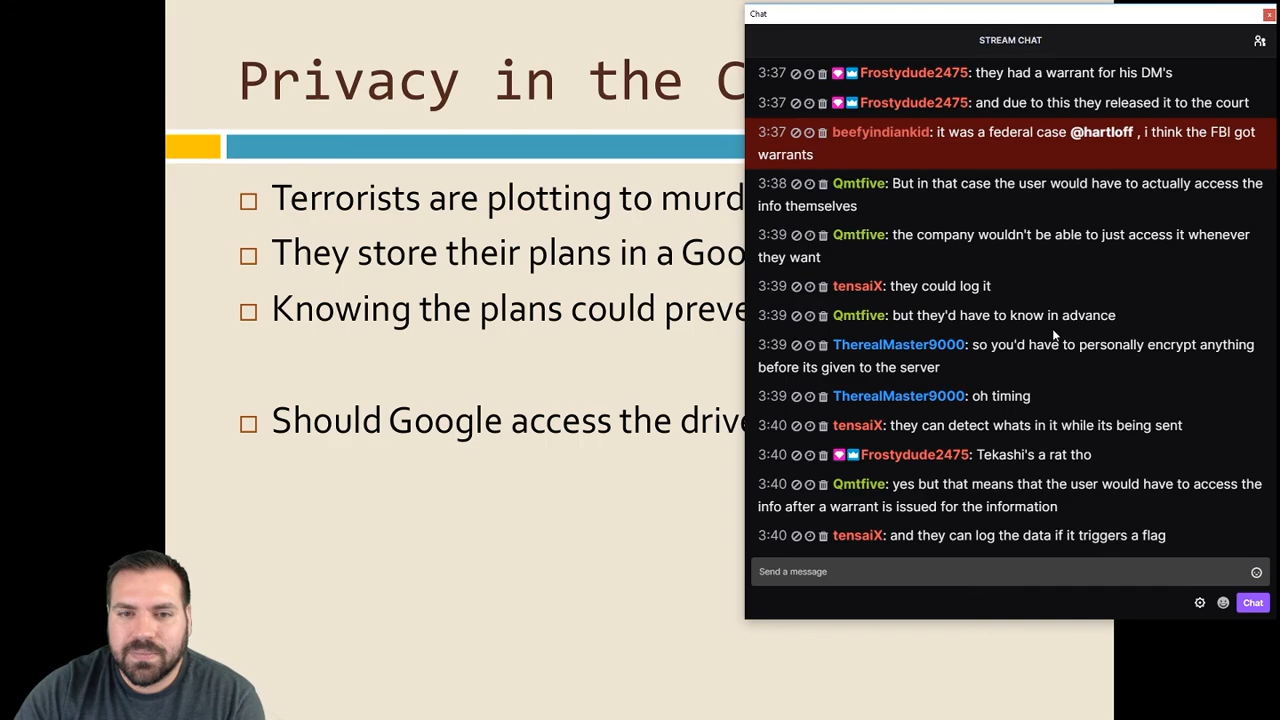 Privacy in the C
Terrorists are plotting to murd
They store their plans in a Goo
Knowing the plans could preve
Should Google access the drive
Chat
STREAM CHAT
3:37 Frostydude2475: they had a warrant for his DM's
3:37 Frostydude2475: and due to this they released it to the court
3:37 beefyindiankid: it was a federal case @hartloff , i think the FBI got
warrants
3:38 Qmtfive: But in that case the user would have to actually access the
info themselves
3:39 Qmtfive: the company wouldn't be able to just access it whenever
they want
3:39 tensaiX: they could log it
3:39 Qmtfive: but they'd have to know in advance
3:39 TherealMaster9000: so you'd have to personally encrypt anything
before its given to the server
3:39 TherealMaster9000: oh timing
3:40 tensaiX: they can detect whats in it while its being sent
3:40 Frostydude2475: Tekashi's a rat tho
3:40 Qmtfive: yes but that means that the user would have to access the
info after a warrant is issued for the information
3:40 tensaiX: and they can log the data if it triggers a flag
Send a message
Chat